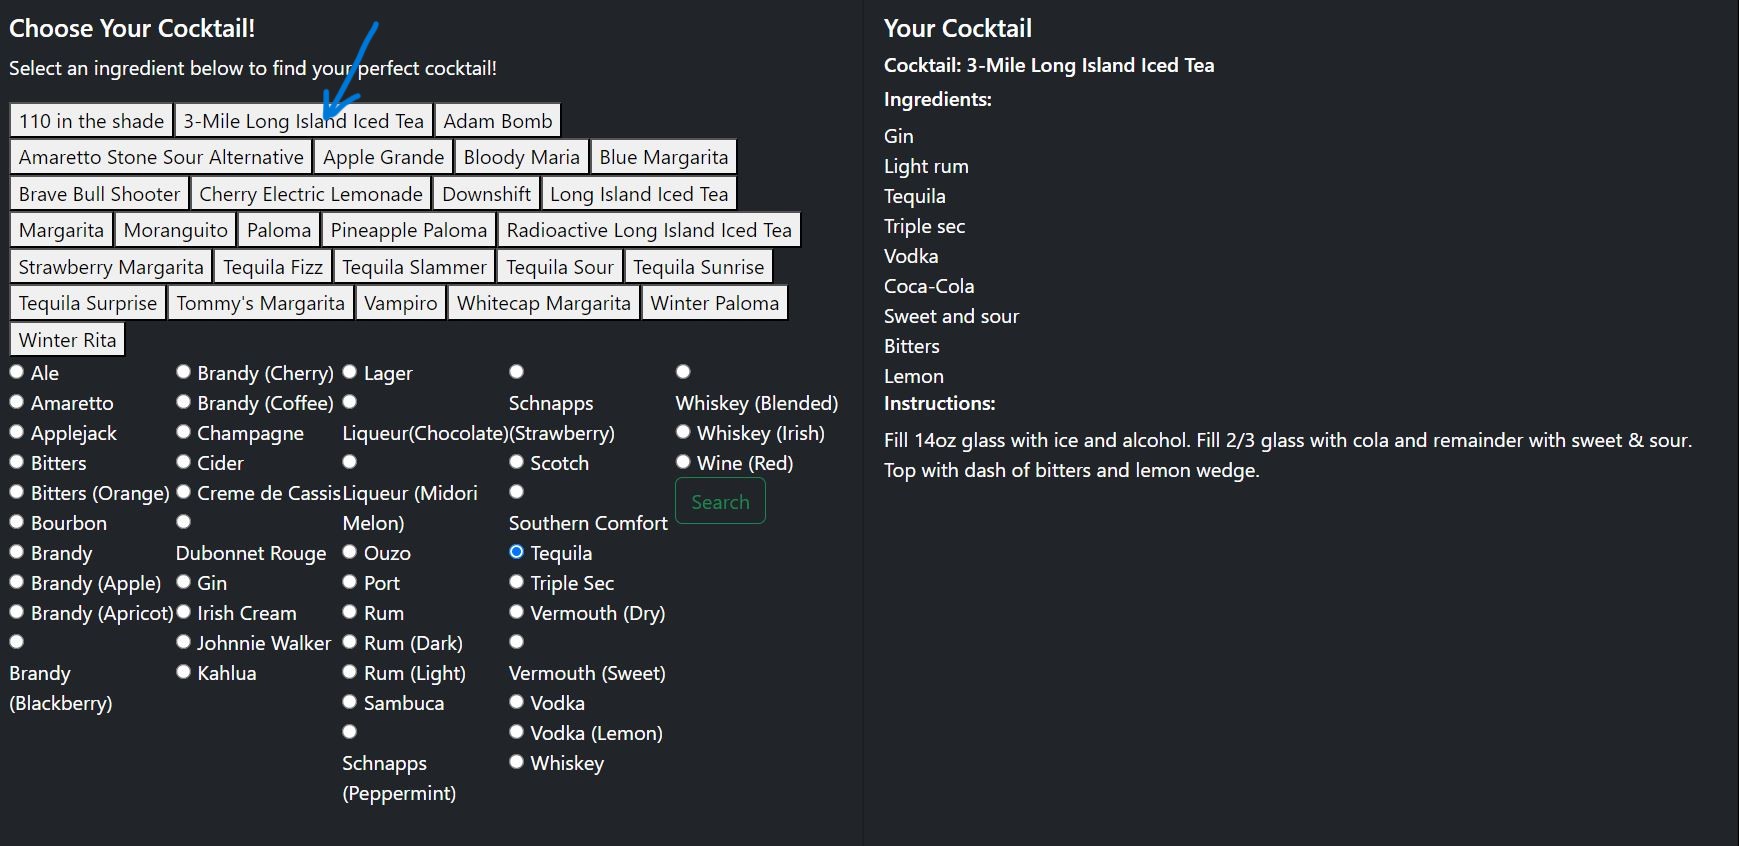 Choose Your Cocktail!
Select an ingredient below to find your perfect cocktail!
110 in the shade
3-Mile Long Island Iced Tea
Adam Bomb
Amaretto Stone Sour Alternative
Apple Grande
Bloody Maria
Blue Margarita
Brave Bull Shooter
Cherry Electric Lemonade
Downshift
Long Island Iced Tea
Margarita
Moranguito
Paloma
Pineapple Paloma
Radioactive Long Island Iced Tea
Strawberry Margarita
Tequila Fizz
Tequila Slammer
Tequila Sour
Tequila Sunrise
Tequila Surprise
Tommy's Margarita
Vampiro
Whitecap Margarita
Winter Paloma
Winter Rita
Ale
Amaretto
Applejack
Bitters
Bitters (Orange)
Bourbon
Brandy
Brandy (Apple)
Brandy (Apricot)
Brandy
(Blackberry)
Brandy (Cherry)
Brandy (Coffee)
Champagne
Cider
Creme de Cassis
Dubonnet Rouge
Gin
Irish Cream
Johnnie Walker
Kahlua
Lager
Liqueur(Chocolate)
Liqueur (Midori
Melon)
Ouzo
Port
Rum
Rum (Dark)
Rum (Light)
Sambuca
Schnapps
(Peppermint)
Schnapps
(Strawberry)
Scotch
Southern Comfort
Tequila
Triple Sec
Vermouth (Dry)
Vermouth (Sweet)
Vodka
Vodka (Lemon)
Whiskey
Whiskey (Blended)
Whiskey (Irish)
Wine (Red)
Search
Your Cocktail
Cocktail: 3-Mile Long Island Iced Tea
Ingredients:
Gin
Light rum
Tequila
Triple sec
Vodka
Coca-Cola
Sweet and sour
Bitters
Lemon
Instructions:
Fill 14oz glass with ice and alcohol. Fill 2/3 glass with cola and remainder with sweet & sour.
Top with dash of bitters and lemon wedge.